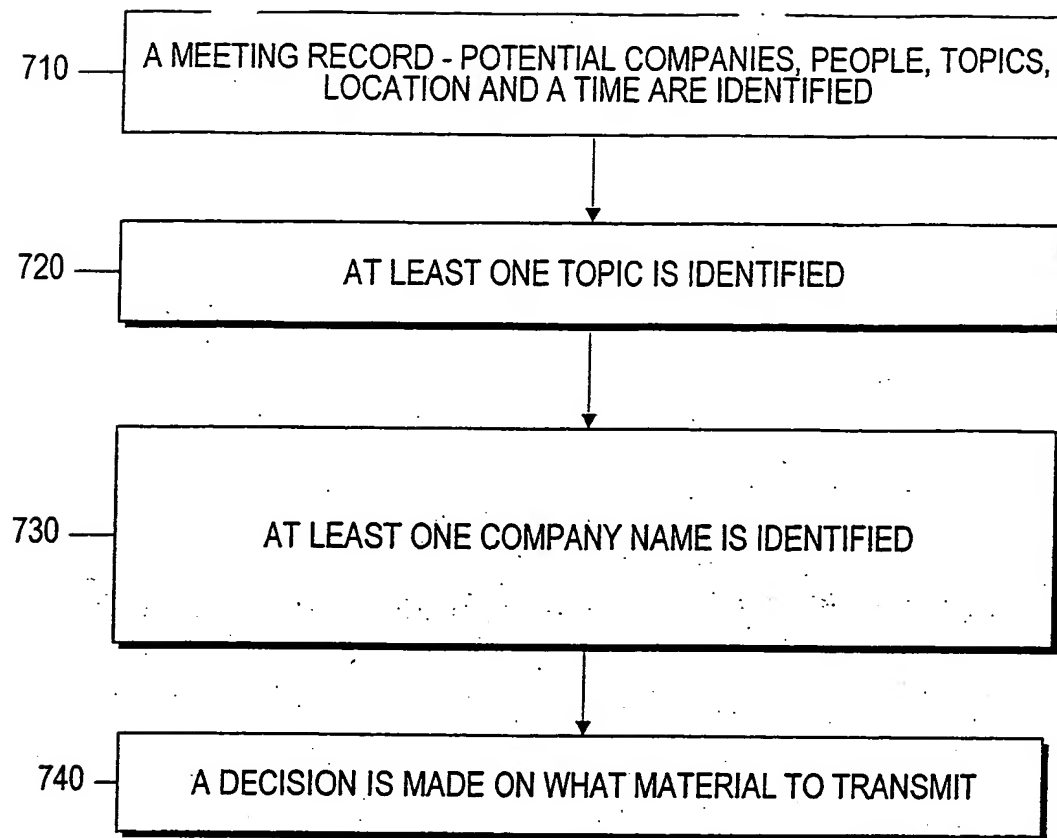 710
A MEETING RECORD - POTENTIAL COMPANIES, PEOPLE, TOPICS,
LOCATION AND A TIME ARE IDENTIFIED
720
AT LEAST ONE TOPIC IS IDENTIFIED
730
AT LEAST ONE COMPANY NAME IS IDENTIFIED
740
A DECISION IS MADE ON WHAT MATERIAL TO TRANSMIT